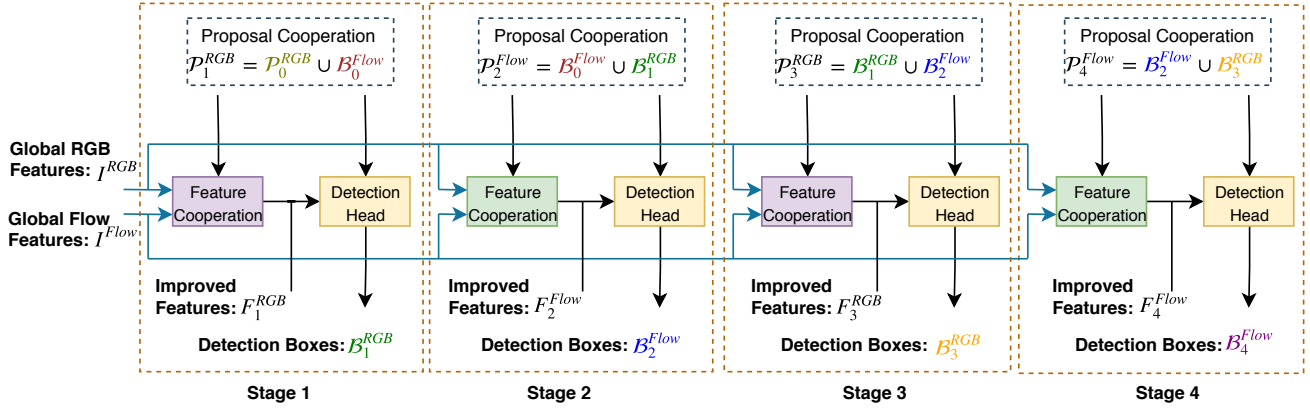 Proposal Cooperation
𝒫₁^RGB = 𝒫₀^RGB ∪ ℬ₀^Flow
Proposal Cooperation
𝒫₂^Flow = ℬ₀^Flow ∪ ℬ₁^RGB
Proposal Cooperation
𝒫₃^RGB = ℬ₁^RGB ∪ ℬ₂^Flow
Proposal Cooperation
𝒫₄^Flow = ℬ₂^Flow ∪ ℬ₃^RGB
Global RGB
Features: I^RGB
Global Flow
Features: I^Flow
Feature
Cooperation
Detection
Head
Feature
Cooperation
Detection
Head
Feature
Cooperation
Detection
Head
Feature
Cooperation
Detection
Head
Improved
Features: F₁^RGB
Improved
Features: F₂^Flow
Improved
Features: F₃^RGB
Improved
Features: F₄^Flow
Detection Boxes: ℬ₁^RGB
Detection Boxes: ℬ₂^Flow
Detection Boxes: ℬ₃^RGB
Detection Boxes: ℬ₄^Flow
Stage 1
Stage 2
Stage 3
Stage 4